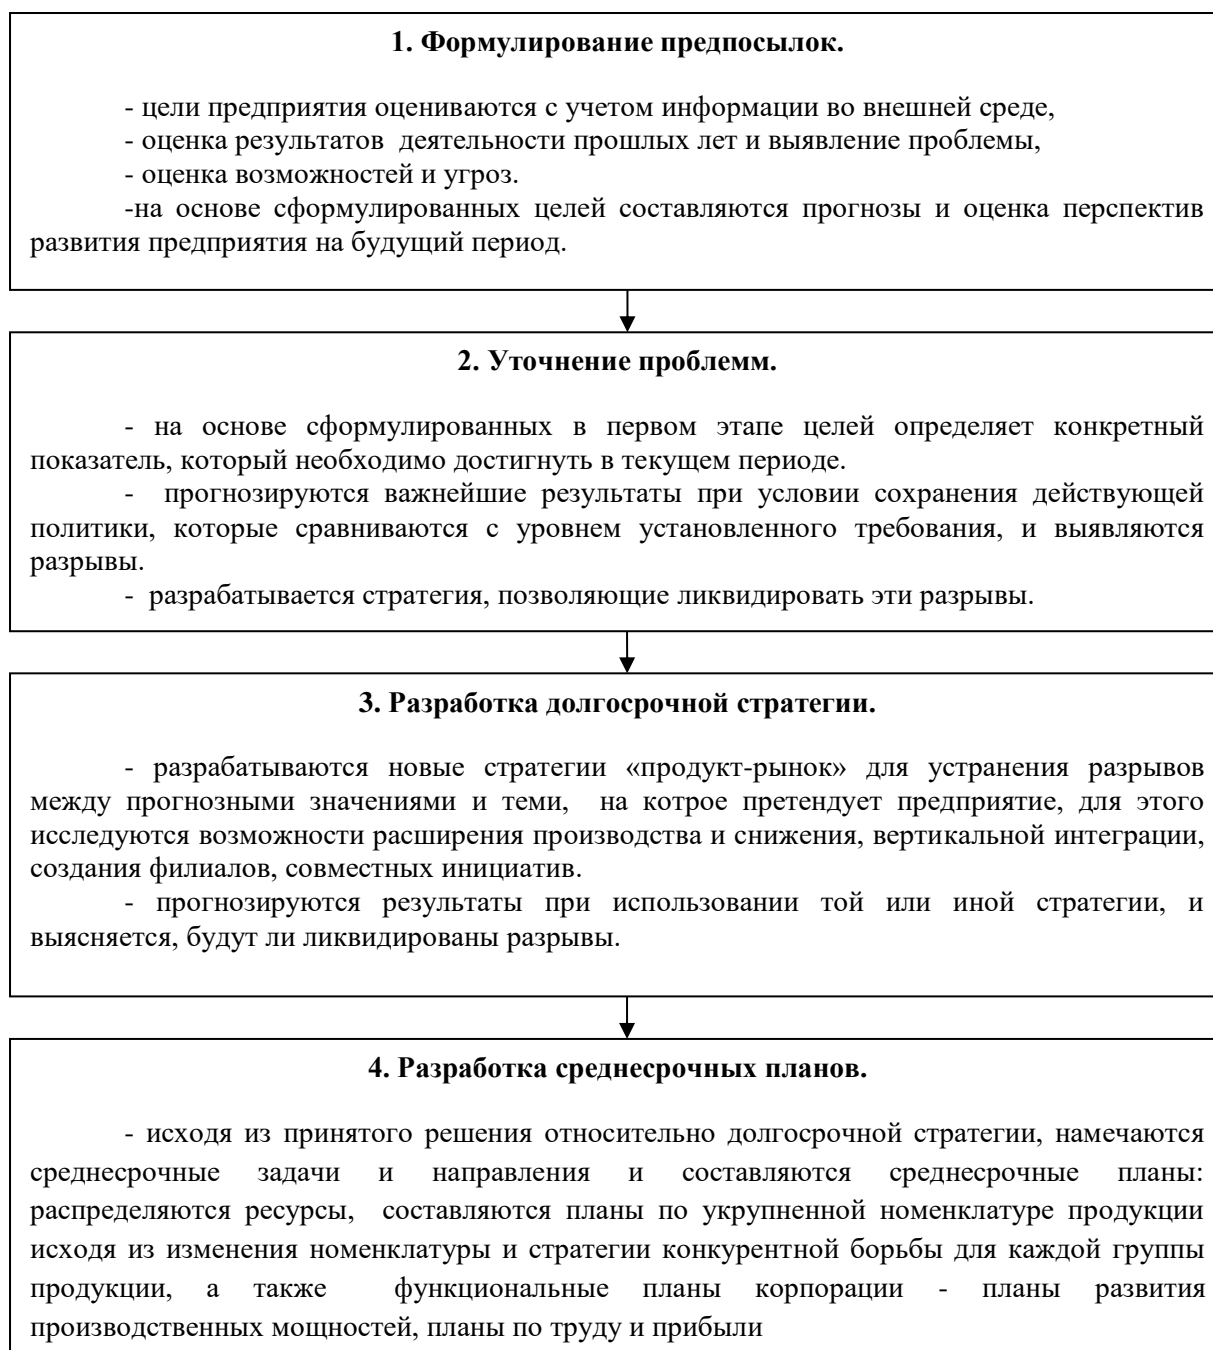 1. Формулирование предпосылок.
- цели предприятия оцениваются с учетом информации во внешней среде,
- оценка результатов деятельности прошлых лет и выявление проблемы,
- оценка возможностей и угроз.
-на основе сформулированных целей составляются прогнозы и оценка перспектив
развития предприятия на будущий период.
2. Уточнение проблемм.
- на основе сформулированных в первом этапе целей определяет конкретный
показатель, который необходимо достигнуть в текущем периоде.
- прогнозируются важнейшие результаты при условии сохранения действующей
политики, которые сравниваются с уровнем установленного требования, и выявляются
разрывы.
- разрабатывается стратегия, позволяющие ликвидировать эти разрывы.
3. Разработка долгосрочной стратегии.
- разрабатываются новые стратегии «продукт-рынок» для устранения разрывов
между прогнозными значениями и теми, на котрое претендует предприятие, для этого
исследуются возможности расширения производства и снижения, вертикальной интеграции,
создания филиалов, совместных инициатив.
- прогнозируются результаты при использовании той или иной стратегии, и
выясняется, будут ли ликвидированы разрывы.
4. Разработка среднесрочных планов.
- исходя из принятого решения относительно долгосрочной стратегии, намечаются
среднесрочные задачи и направления и составляются среднесрочные планы:
распределяются ресурсы, составляются планы по укрупненной номенклатуре продукции
исходя из изменения номенклатуры и стратегии конкурентной борьбы для каждой группы
продукции, а также функциональные планы корпорации - планы развития
производственных мощностей, планы по труду и прибыли